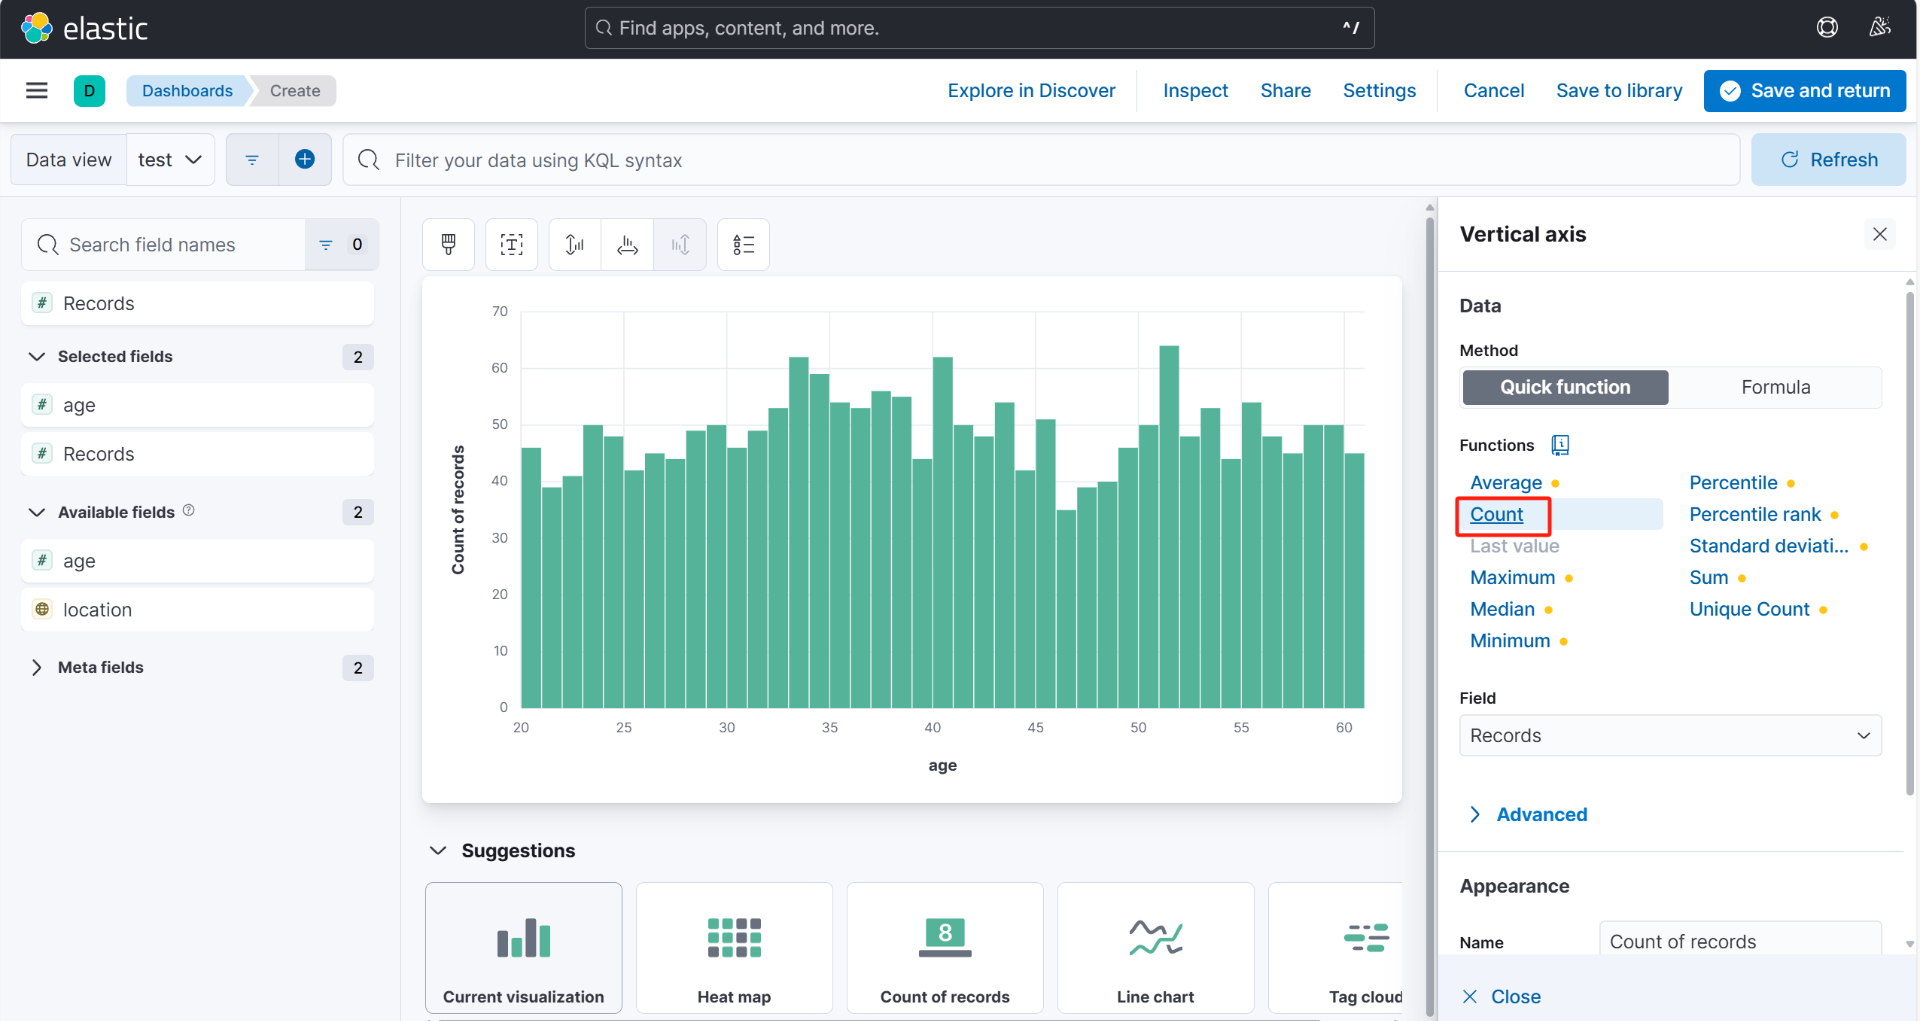 elastic
Find apps, content, and more.
^/
D
Dashboards
Create
Explore in Discover
Inspect
Share
Settings
Cancel
Save to library
Save and return
Data view
test
Filter your data using KQL syntax
Refresh
Search field names
0
# Records
Selected fields
2
# age
# Records
Available fields
2
# age
location
Meta fields
2
70
60
50
40
30
20
10
0
Count of records
20
25
30
35
40
45
50
55
60
age
Suggestions
Current visualization
Heat map
8
Count of records
Line chart
Tag cloud
Vertical axis
Data
Method
Quick function
Formula
Functions
Average
Percentile
Count
Percentile rank
Last value
Standard deviati...
Maximum
Sum
Median
Unique Count
Minimum
Field
Records
Advanced
Appearance
Name
Count of records
Close